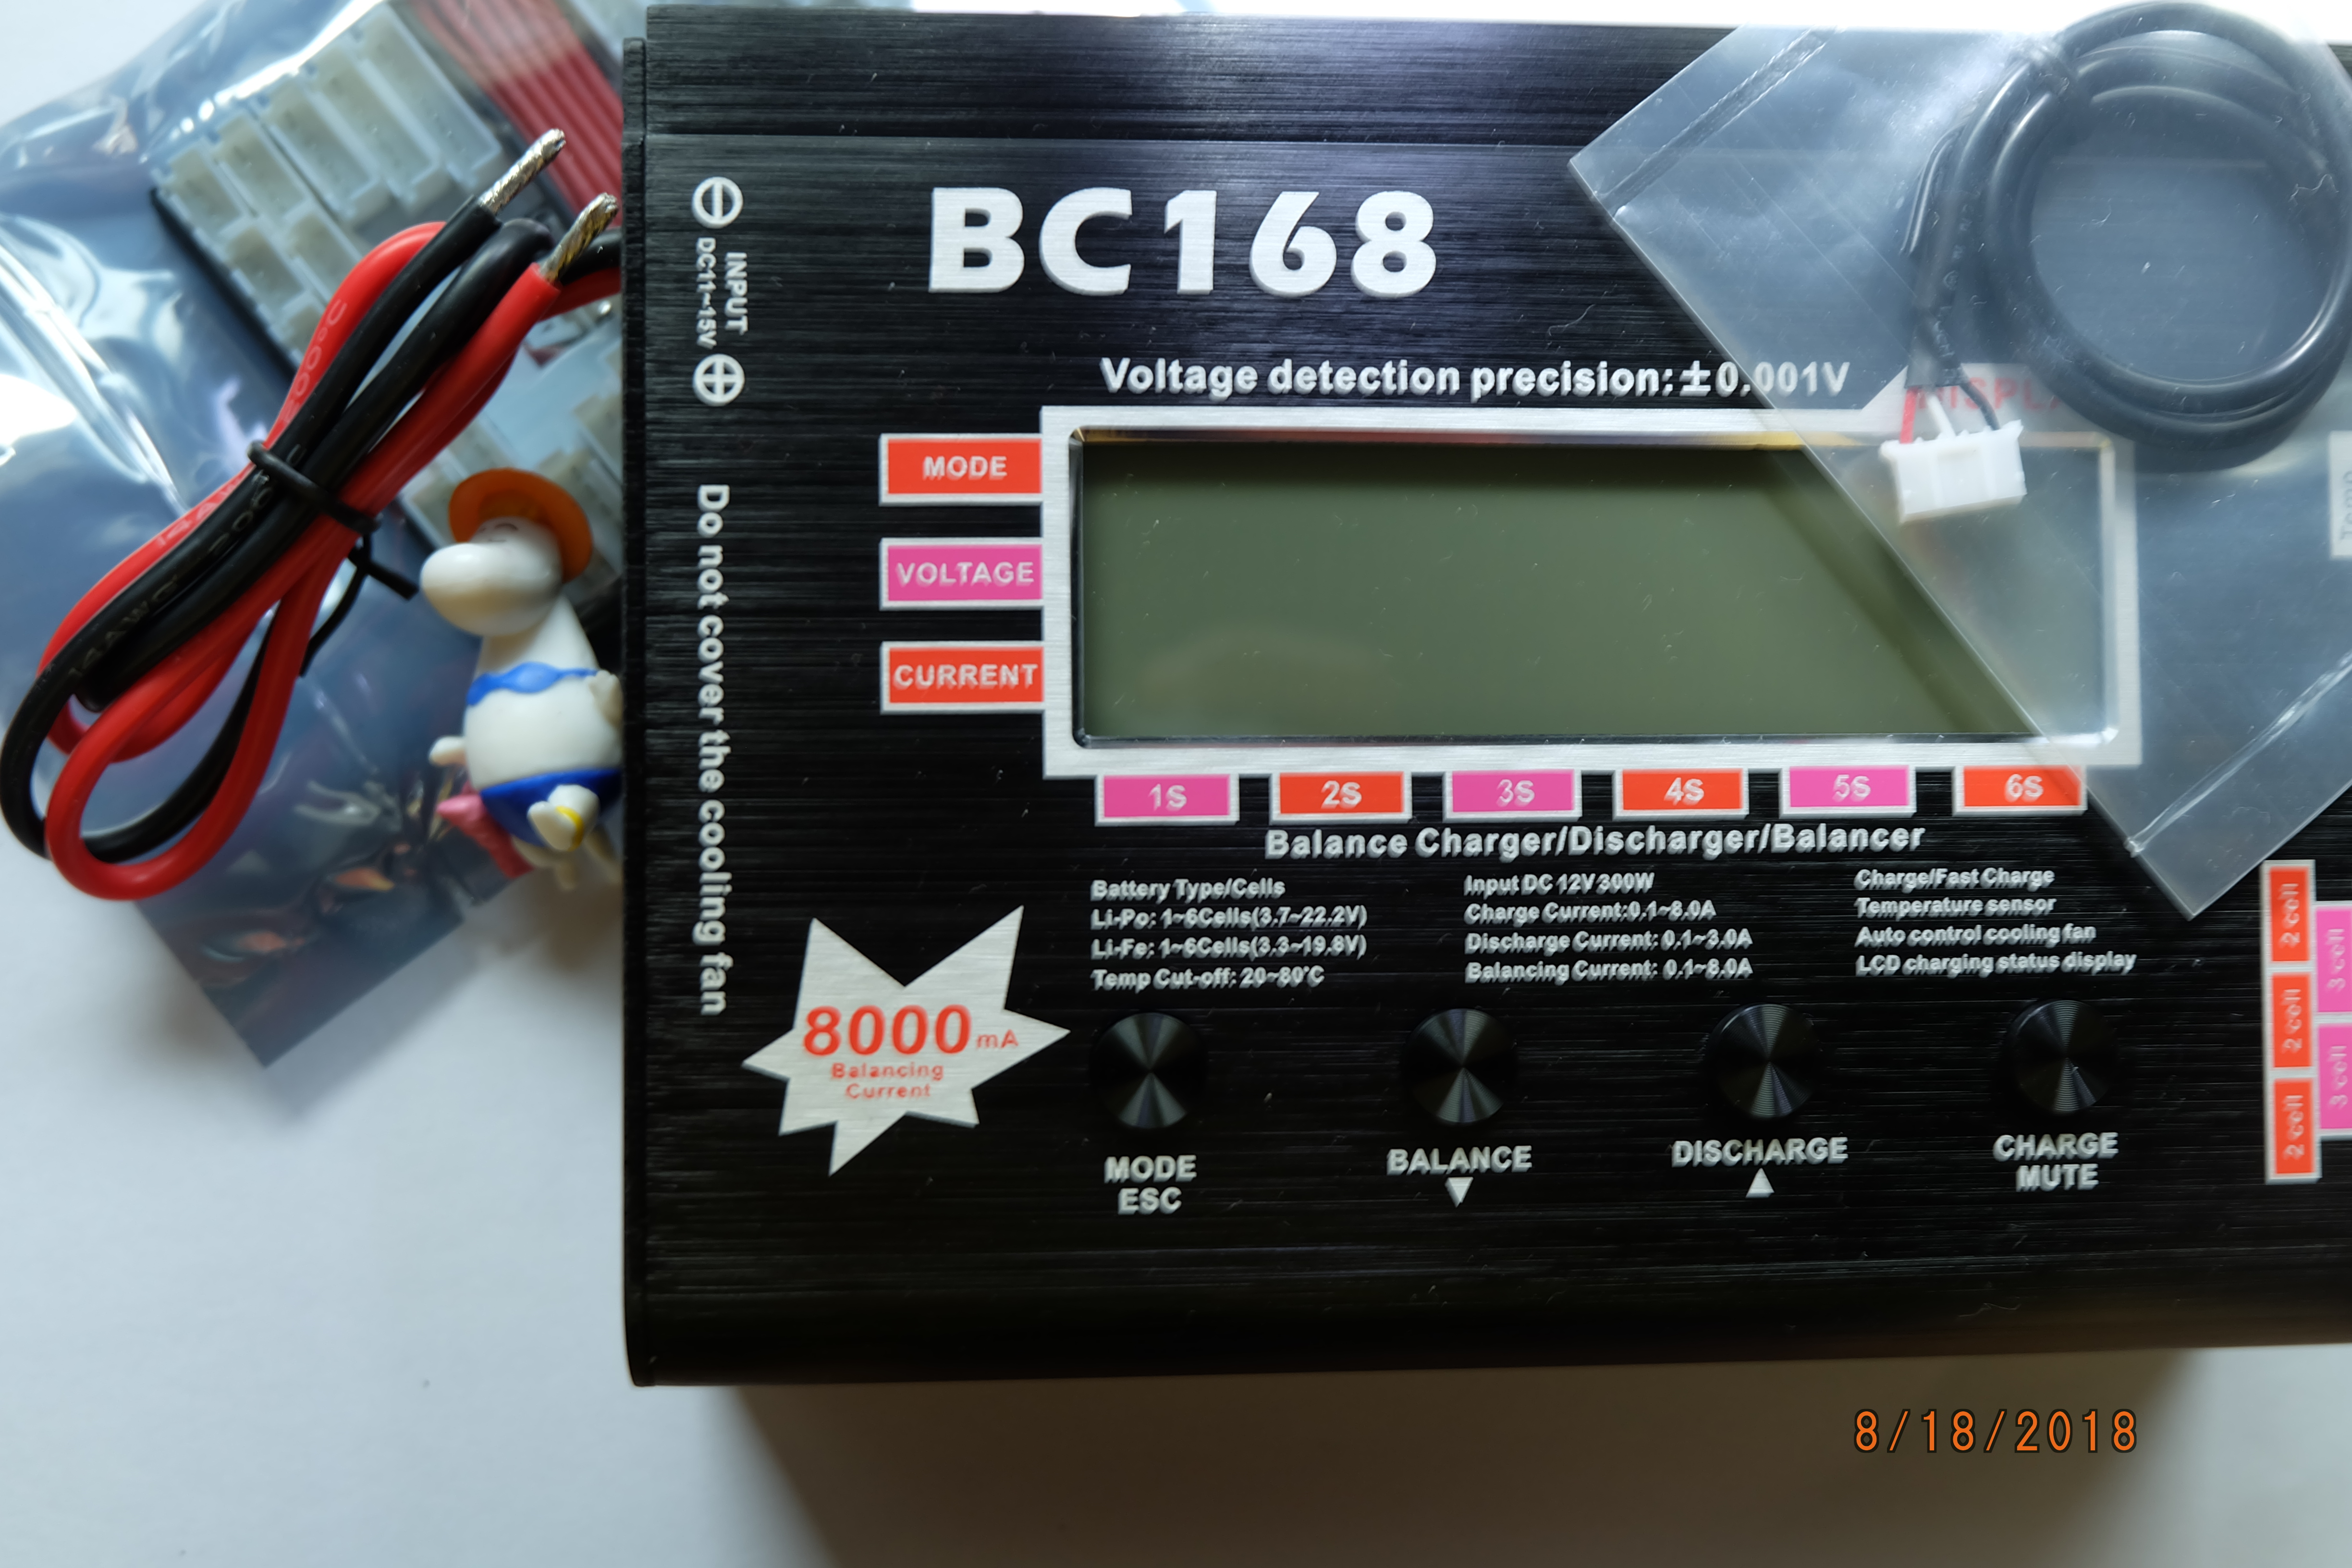 BC168
INPUT
DC11~15V
Voltage detection precision:±0.001V
DISPLA
MODE
VOLTAGE
CURRENT
Do not cover the cooling fan
1S
2S
3S
4S
5S
6S
Balance Charger/Discharger/Balancer
Battery Type/Cells
Li-Po: 1~6Cells(3.7~22.2V)
Li-Fe: 1~6Cells(3.3~19.8V)
Temp Cut-off: 20~80°C
Input DC 12V 300W
Charge Current:0.1~8.0A
Discharge Current: 0.1~3.0A
Balancing Current: 0.1~8.0A
Charge/Fast Charge
Temperature sensor
Auto control cooling fan
LCD charging status display
8000mA
Balancing
Current
MODE
ESC
BALANCE
▼
DISCHARGE
▲
CHARGE
MUTE
2 cell
2 cell
2 cell
3 cell
3 cell
14AWG
200°C
8/18/2018